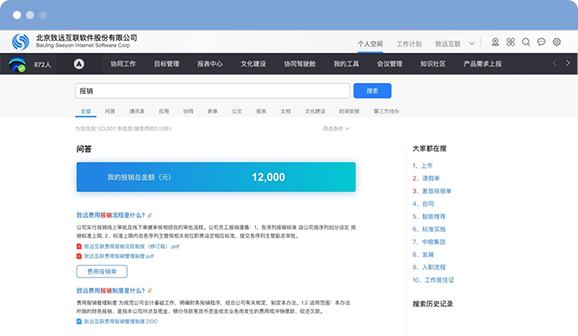 北京致远互联软件股份有限公司
BeiJing Seeyon Internet Software Corp.
个人空间 工作计划 致远互联
872人 协同工作 目标管理 报表中心 文化建设 协同驾驶舱 我的工具 会议管理 知识社区 产品需求上报
报销 搜索
全部 问答 通讯录 应用 协同 表单 公文 报表 文档 文化建设 时间安排 第三方待办
为您找到 123,007 条信息(搜索用时0.12秒) 筛选条件
问答
我的报销总金额（元） 12,000
致远费用报销流程是什么？
公司实行报销线上审批及线下单据审核相结合的审批流程。公司员工报销遵循：1、各序列报销标准 由公司按序列划分设定 报
销标准上限, 2、标准上限内由各序列主管按相关岗位职责设定相应标准、提交各序列主管副总审批。
致远互联费用报销流程制度（修订版）.pdf
致远互联费用报销管理制度.pdf
费用报销单
致远费用报销制度是什么？
费用报销管理制度 为规范公司会计基础工作，明确财务报销程序，结合公司有关规定，制定本办法。1.2 适用范围：本办法
所指的财务报销，是指本公司所涉及现金、银行存款等货币资金收支业务而发生的费用或冲销借款、促还欠款。
致远互联费用报销管理制度.DOC
大家都在搜
1、上市
2、请假单
3、差旅报销单
4、合同
5、智能推荐
6、标准实施
7、中粮集团
8、发展
9、入职流程
10、工作居住证
搜索历史记录